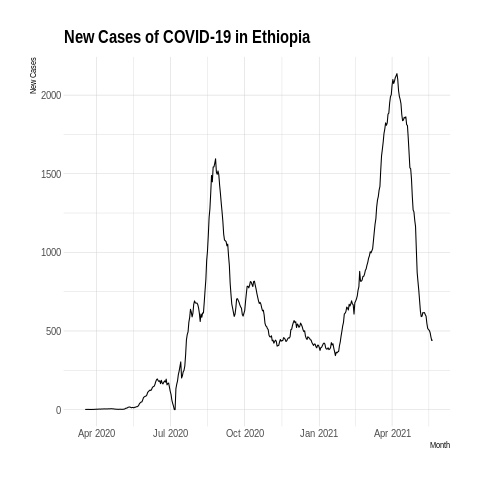 New Cases of COVID-19 in Ethiopia
New Cases
2000
1500
1000
500
0
Apr 2020 Jul 2020 Oct 2020 Jan 2021 Apr 2021
Month